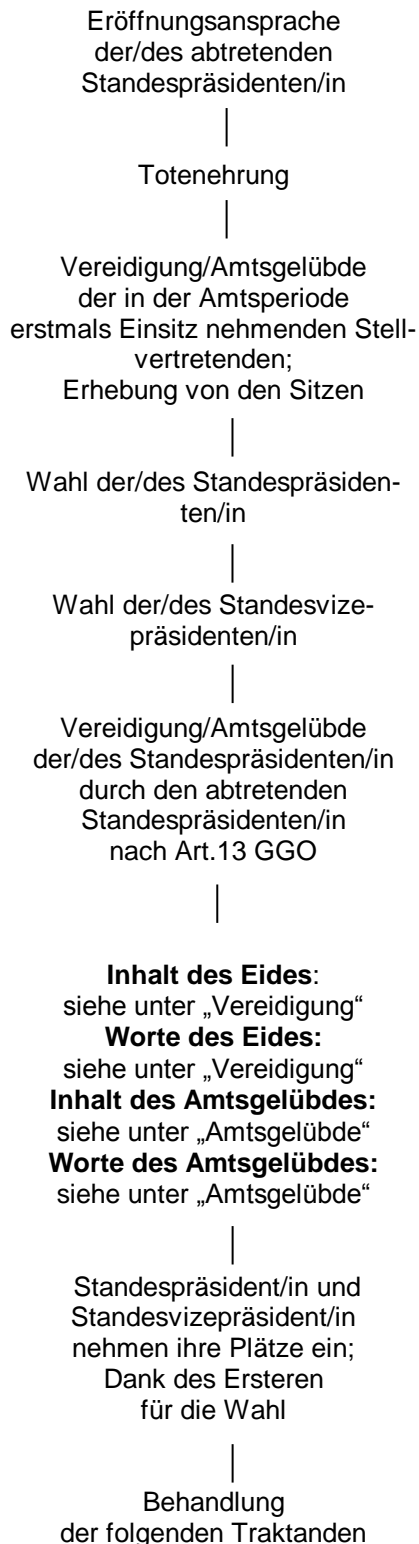 Eröffnungsansprache
der/des abtretenden
Standespräsidenten/in
Totenehrung
Vereidigung/Amtsgelübde
der in der Amtsperiode
erstmals Einsitz nehmenden Stell-
vertretenden;
Erhebung von den Sitzen
Wahl der/des Standespräsiden-
ten/in
Wahl der/des Standesvize-
präsidenten/in
Vereidigung/Amtsgelübde
der/des Standespräsidenten/in
durch den abtretenden
Standespräsidenten/in
nach Art.13 GGO
Inhalt des Eides:
siehe unter „Vereidigung“
Worte des Eides:
siehe unter „Vereidigung“
Inhalt des Amtsgelübdes:
siehe unter „Amtsgelübde“
Worte des Amtsgelübdes:
siehe unter „Amtsgelübde“
Standespräsident/in und
Standesvizepräsident/in
nehmen ihre Plätze ein;
Dank des Ersteren
für die Wahl
Behandlung
der folgenden Traktanden